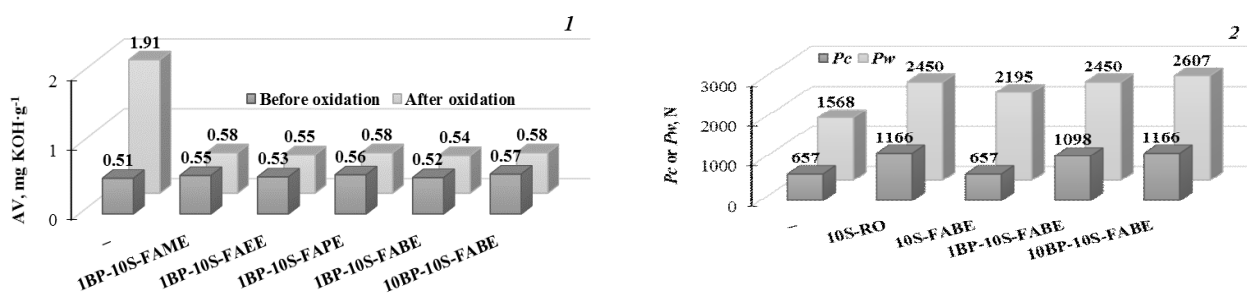 1
AV, mg KOH·g⁻¹
2
1
0
Before oxidation
After oxidation
0.51
1.91
0.55
0.58
0.53
0.55
0.56
0.58
0.52
0.54
0.57
0.58
–
1BP-10S-FAME
1BP-10S-FAEE
1BP-10S-FAPE
1BP-10S-FABE
10BP-10S-FABE
2
Pc or Pw, N
3000
2000
1000
0
Pc
Pw
657
1568
1166
2450
657
2195
1098
2450
1166
2607
–
10S-RO
10S-FABE
1BP-10S-FABE
10BP-10S-FABE